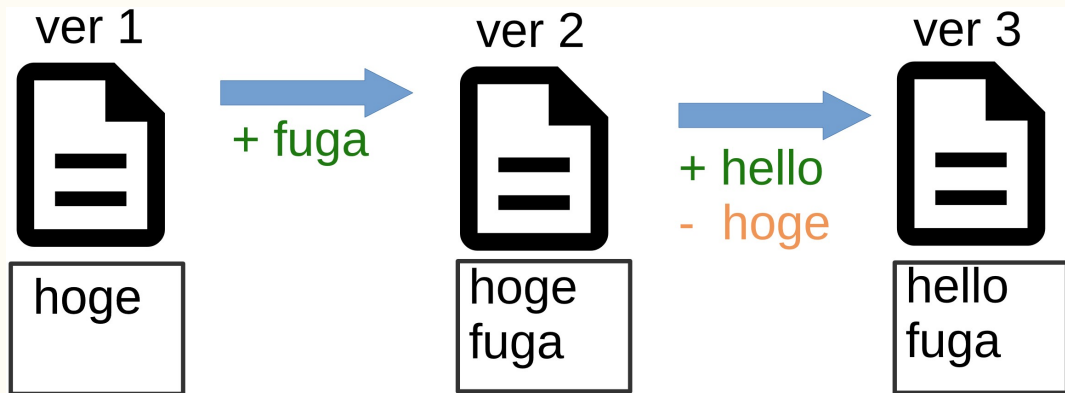 ver 1
ver 2
ver 3
+ fuga
+ hello
- hoge
hoge
hoge
fuga
hello
fuga